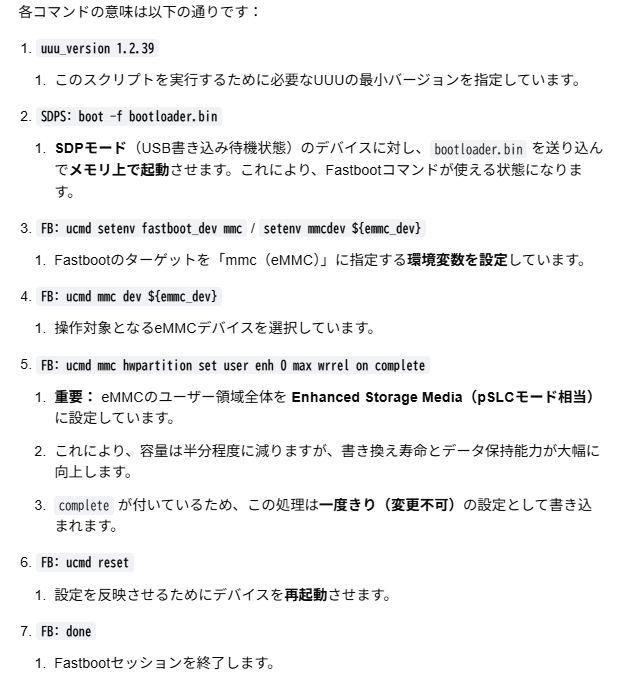 各コマンドの意味は以下の通りです：
1. uuu_version 1.2.39
1. このスクリプトを実行するために必要なUUUの最小バージョンを指定しています。
2. SDPS: boot -f bootloader.bin
1. SDPモード（USB書き込み待機状態）のデバイスに対し、 bootloader.bin を送り込ん
でメモリ上で起動させます。これにより、Fastbootコマンドが使える状態になりま
す。
3. FB: ucmd setenv fastboot_dev mmc / setenv mmcdev ${emmc_dev}
1. Fastbootのターゲットを「mmc（eMMC）」に指定する環境変数を設定しています。
4. FB: ucmd mmc dev ${emmc_dev}
1. 操作対象となるeMMCデバイスを選択しています。
5. FB: ucmd mmc hwpartition set user enh 0 max wrrel on complete
1. 重要： eMMCのユーザー領域全体を Enhanced Storage Media（pSLCモード相当）
に設定しています。
2. これにより、容量は半分程度に減りますが、書き換え寿命とデータ保持能力が大幅に
向上します。
3. complete が付いているため、この処理は一度きり（変更不可）の設定として書き込
まれます。
6. FB: ucmd reset
1. 設定を反映させるためにデバイスを再起動させます。
7. FB: done
1. Fastbootセッションを終了します。